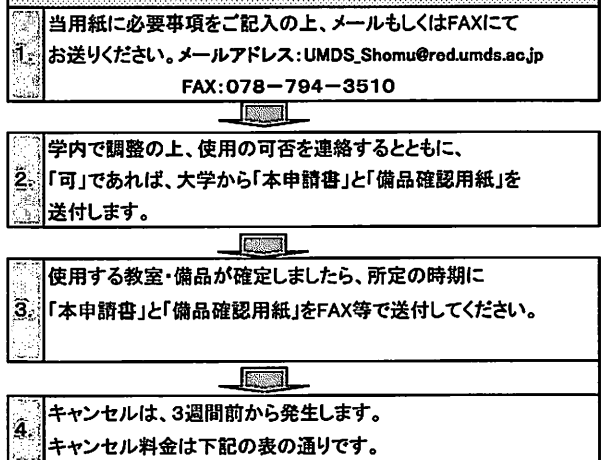 1. 当用紙に必要事項をご記入の上、メールもしくはFAXにて
お送りください。メールアドレス:UMDS_Shomu@red.umds.ac.jp
FAX:078-794-3510
2. 学内で調整の上、使用の可否を連絡するとともに、
「可」であれば、大学から「本申請書」と「備品確認用紙」を
送付します。
3. 使用する教室・備品が確定しましたら、所定の時期に
「本申請書」と「備品確認用紙」をFAX等で送付してください。
4. キャンセルは、3週間前から発生します。
キャンセル料金は下記の表の通りです。